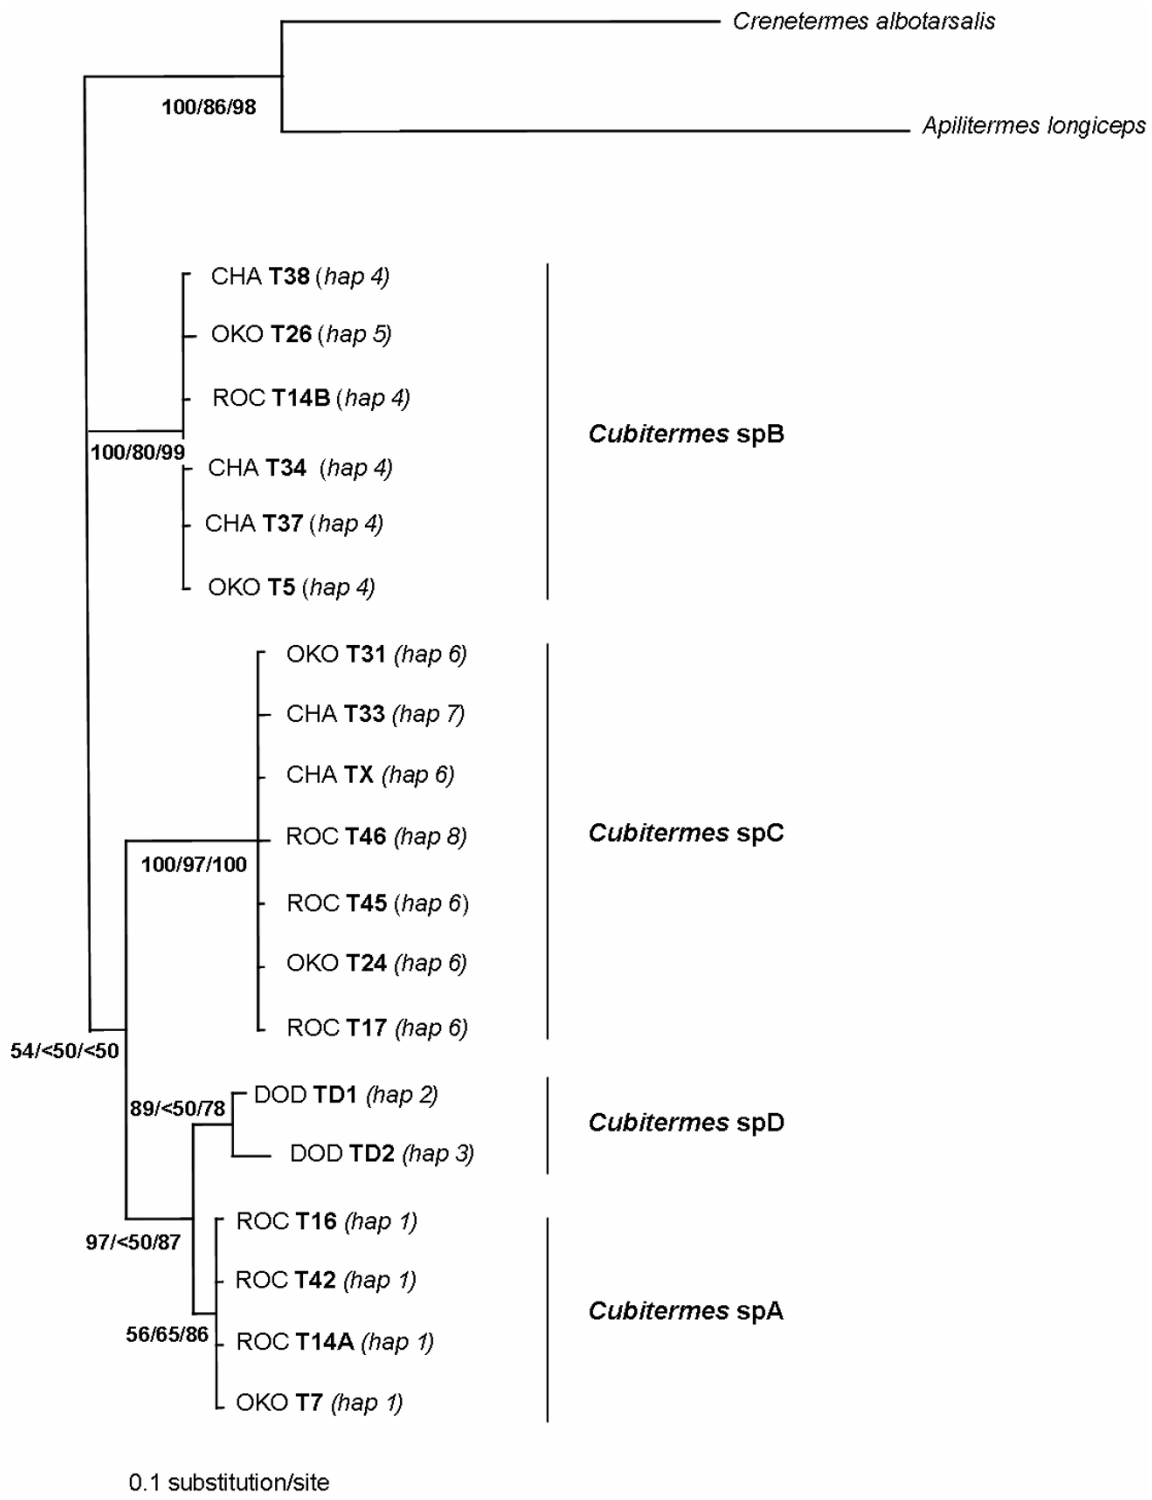 Crenetermes albotarsalis
100/86/98
Apilitermes longiceps
CHA T38 (hap 4)
OKO T26 (hap 5)
ROC T14B (hap 4)
Cubitermes spB
100/80/99
CHA T34 (hap 4)
CHA T37 (hap 4)
OKO T5 (hap 4)
OKO T31 (hap 6)
CHA T33 (hap 7)
CHA TX (hap 6)
ROC T46 (hap 8)
Cubitermes spC
100/97/100
ROC T45 (hap 6)
OKO T24 (hap 6)
ROC T17 (hap 6)
54/<50/<50
DOD TD1 (hap 2)
89/<50/78
Cubitermes spD
DOD TD2 (hap 3)
ROC T16 (hap 1)
97/<50/87
ROC T42 (hap 1)
Cubitermes spA
56/65/86
ROC T14A (hap 1)
OKO T7 (hap 1)
0.1 substitution/site